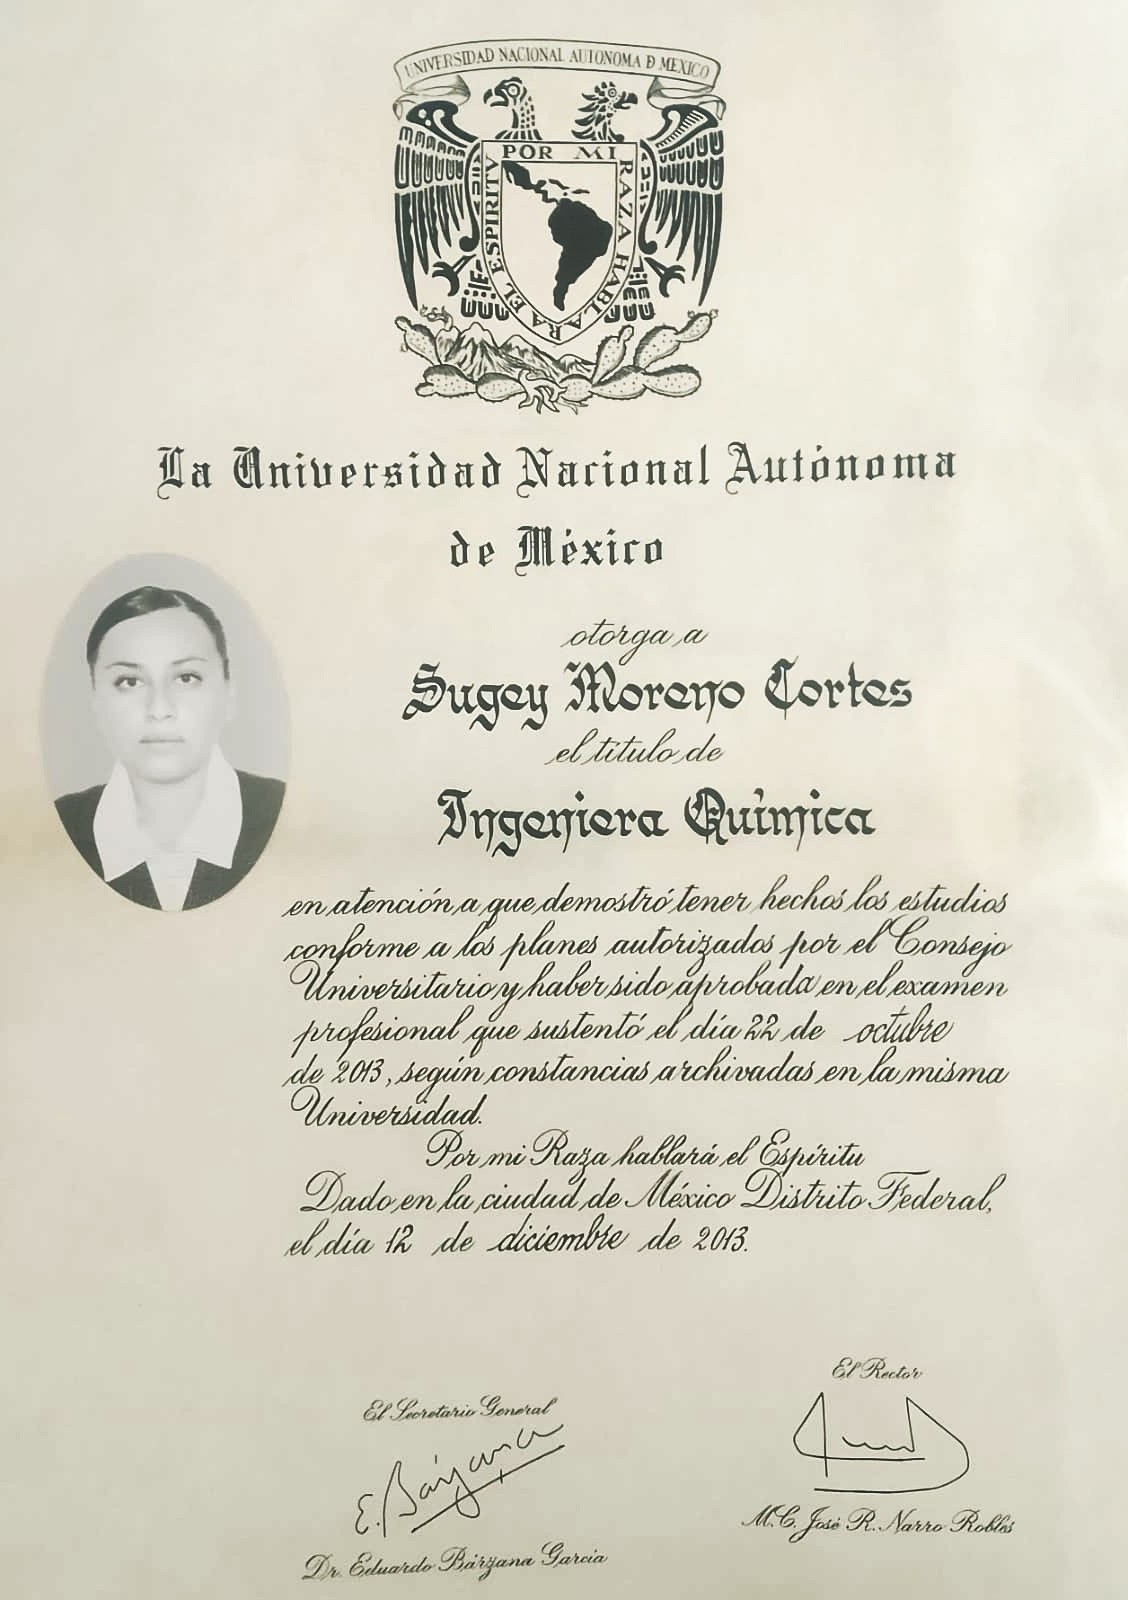 UNIVERSIDAD NACIONAL AUTONOMA D MEXICO
POR MI RAZA HABLARA EL ESPIRITV
La Universidad Nacional Autónoma
de México
otorga a
Sugey Moreno Cortes
el título de
Ingeniera Química
en atención a que demostró tener hechos los estudios
conforme a los planes autorizados por el Consejo
Universitario y haber sido aprobada en el examen
profesional que sustentó el día 22 de octubre
de 2013, según constancias archivadas en la misma
Universidad.
Por mi Raza hablará el Espíritu
Dado en la ciudad de México Distrito Federal,
el día 12 de diciembre de 2013.
El Rector
El Secretario General
E. Bárzana
M.C. José R. Narro Robles
Dr. Eduardo Bárzana García